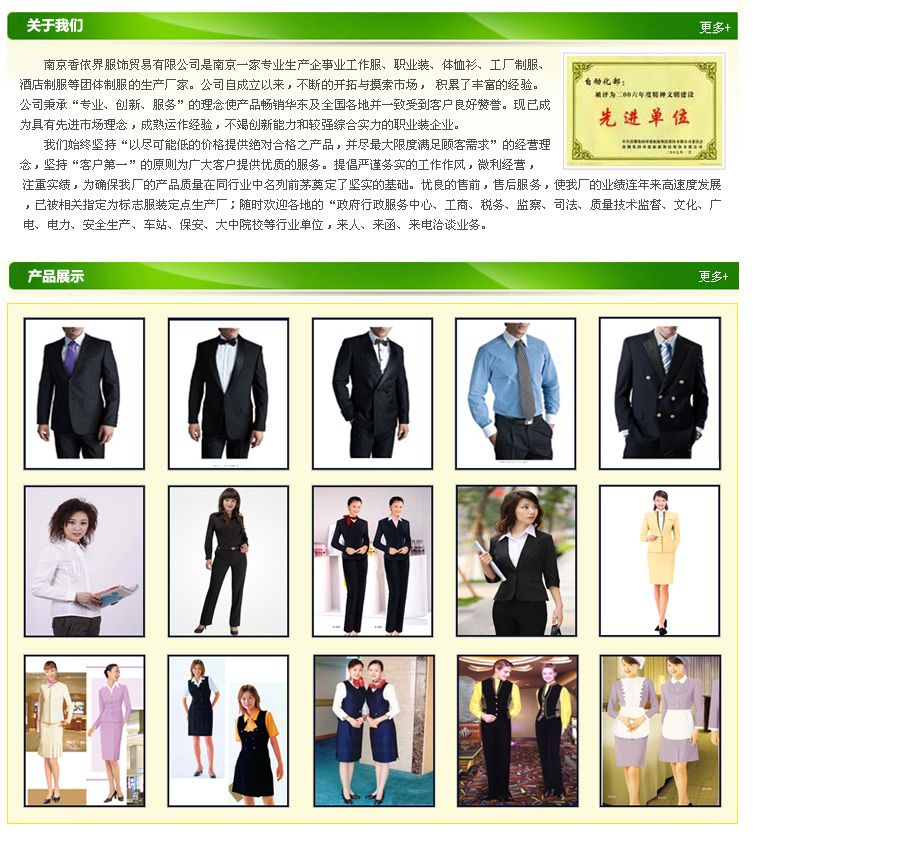 关于我们
更多+
南京香依界服饰贸易有限公司是南京一家专业生产企事业工作服、职业装、体恤衫、工厂制服、
酒店制服等团体制服的生产厂家。公司自成立以来，不断的开拓与摸索市场， 积累了丰富的经验。
公司秉承“专业、创新、服务”的理念使产品畅销华东及全国各地并一致受到客户良好赞誉。现已成
为具有先进市场理念，成熟运作经验，不竭创新能力和较强综合实力的职业装企业。
我们始终坚持“以尽可能低的价格提供绝对合格之产品，并尽最大限度满足顾客需求”的经营理
念，坚持“客户第一”的原则为广大客户提供优质的服务。提倡严谨务实的工作作风，微利经营，
注重实绩，为确保我厂的产品质量在同行业中名列前茅奠定了坚实的基础。优良的售前，售后服务，使我厂的业绩连年来高速度发展
，已被相关指定为标志服装定点生产厂；随时欢迎各地的“政府行政服务中心、工商、税务、监察、司法、质量技术监督、文化、广
电、电力、安全生产、车站、保安、大中院校等行业单位，来人、来函、来电洽谈业务。
自动化部：
被评为二00六年度精神文明建设
先进单位
产品展示
更多+